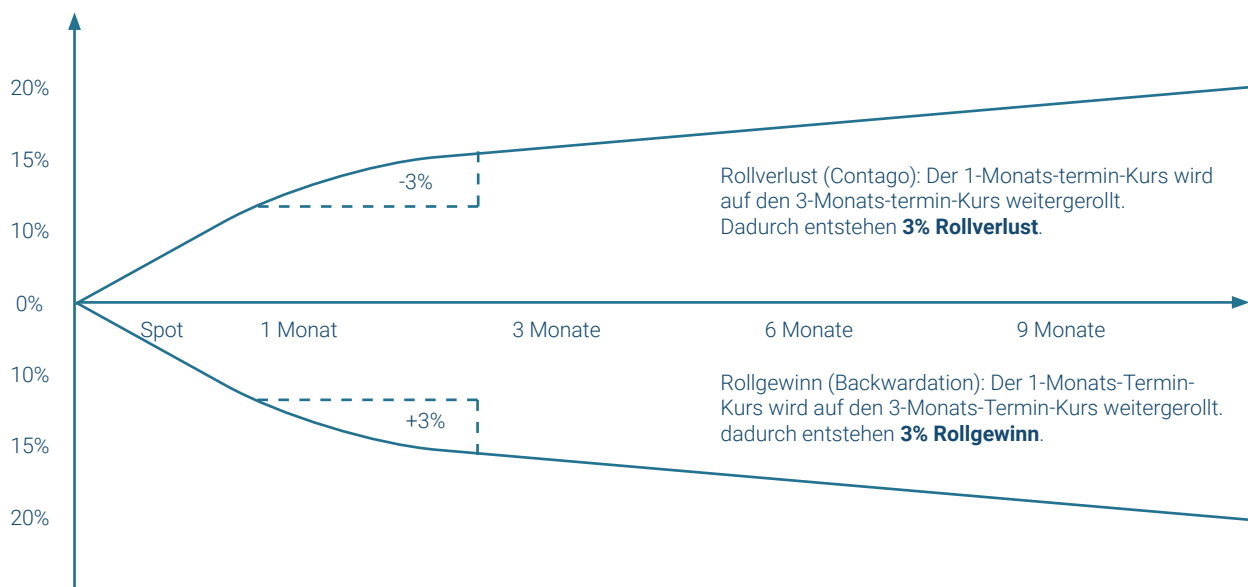 20%
15%
-3%
Rollverlust (Contago): Der 1-Monats-termin-Kurs wird
auf den 3-Monats-termin-Kurs weitergerollt.
Dadurch entstehen 3% Rollverlust.
10%
0%
Spot 1 Monat 3 Monate 6 Monate 9 Monate
10%
Rollgewinn (Backwardation): Der 1-Monats-Termin-
Kurs wird auf den 3-Monats-Termin-Kurs weitergerollt.
dadurch entstehen 3% Rollgewinn.
+3%
15%
20%